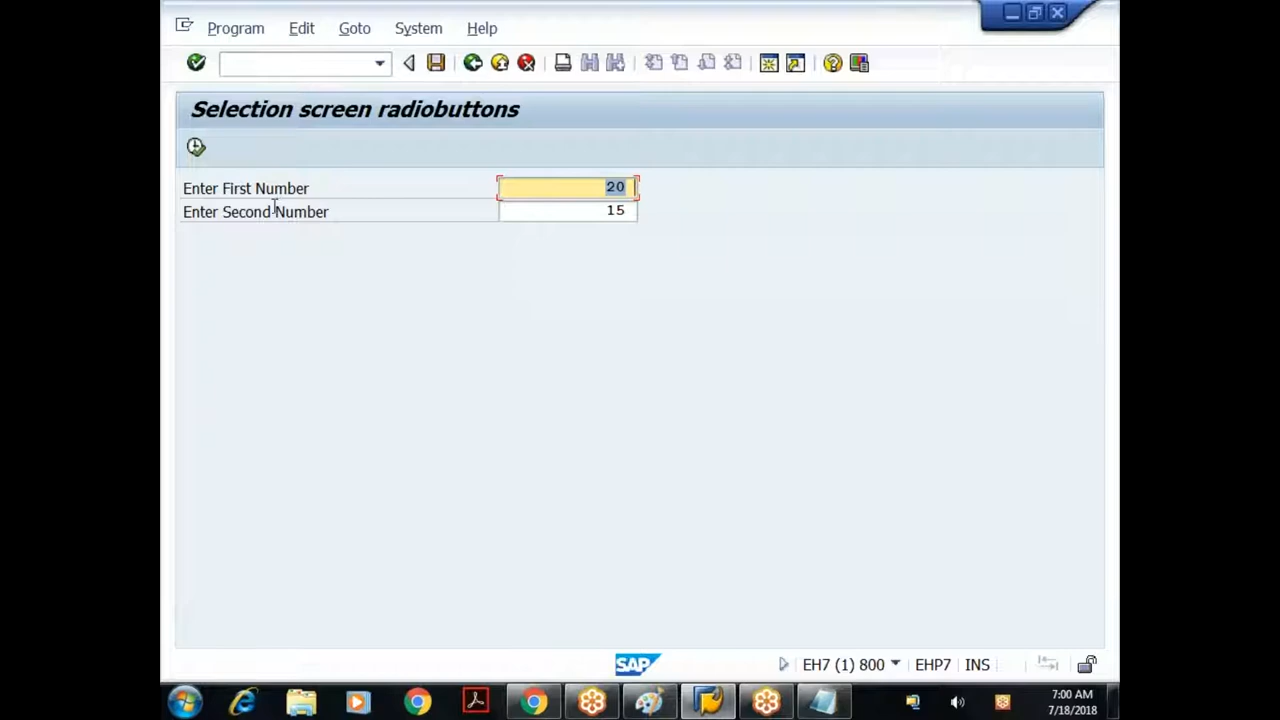 Program Edit Goto System Help
Selection screen radiobuttons
Enter First Number 20
Enter Second Number 15
SAP EH7 (1) 800 EHP7 INS
7:00 AM
7/18/2018